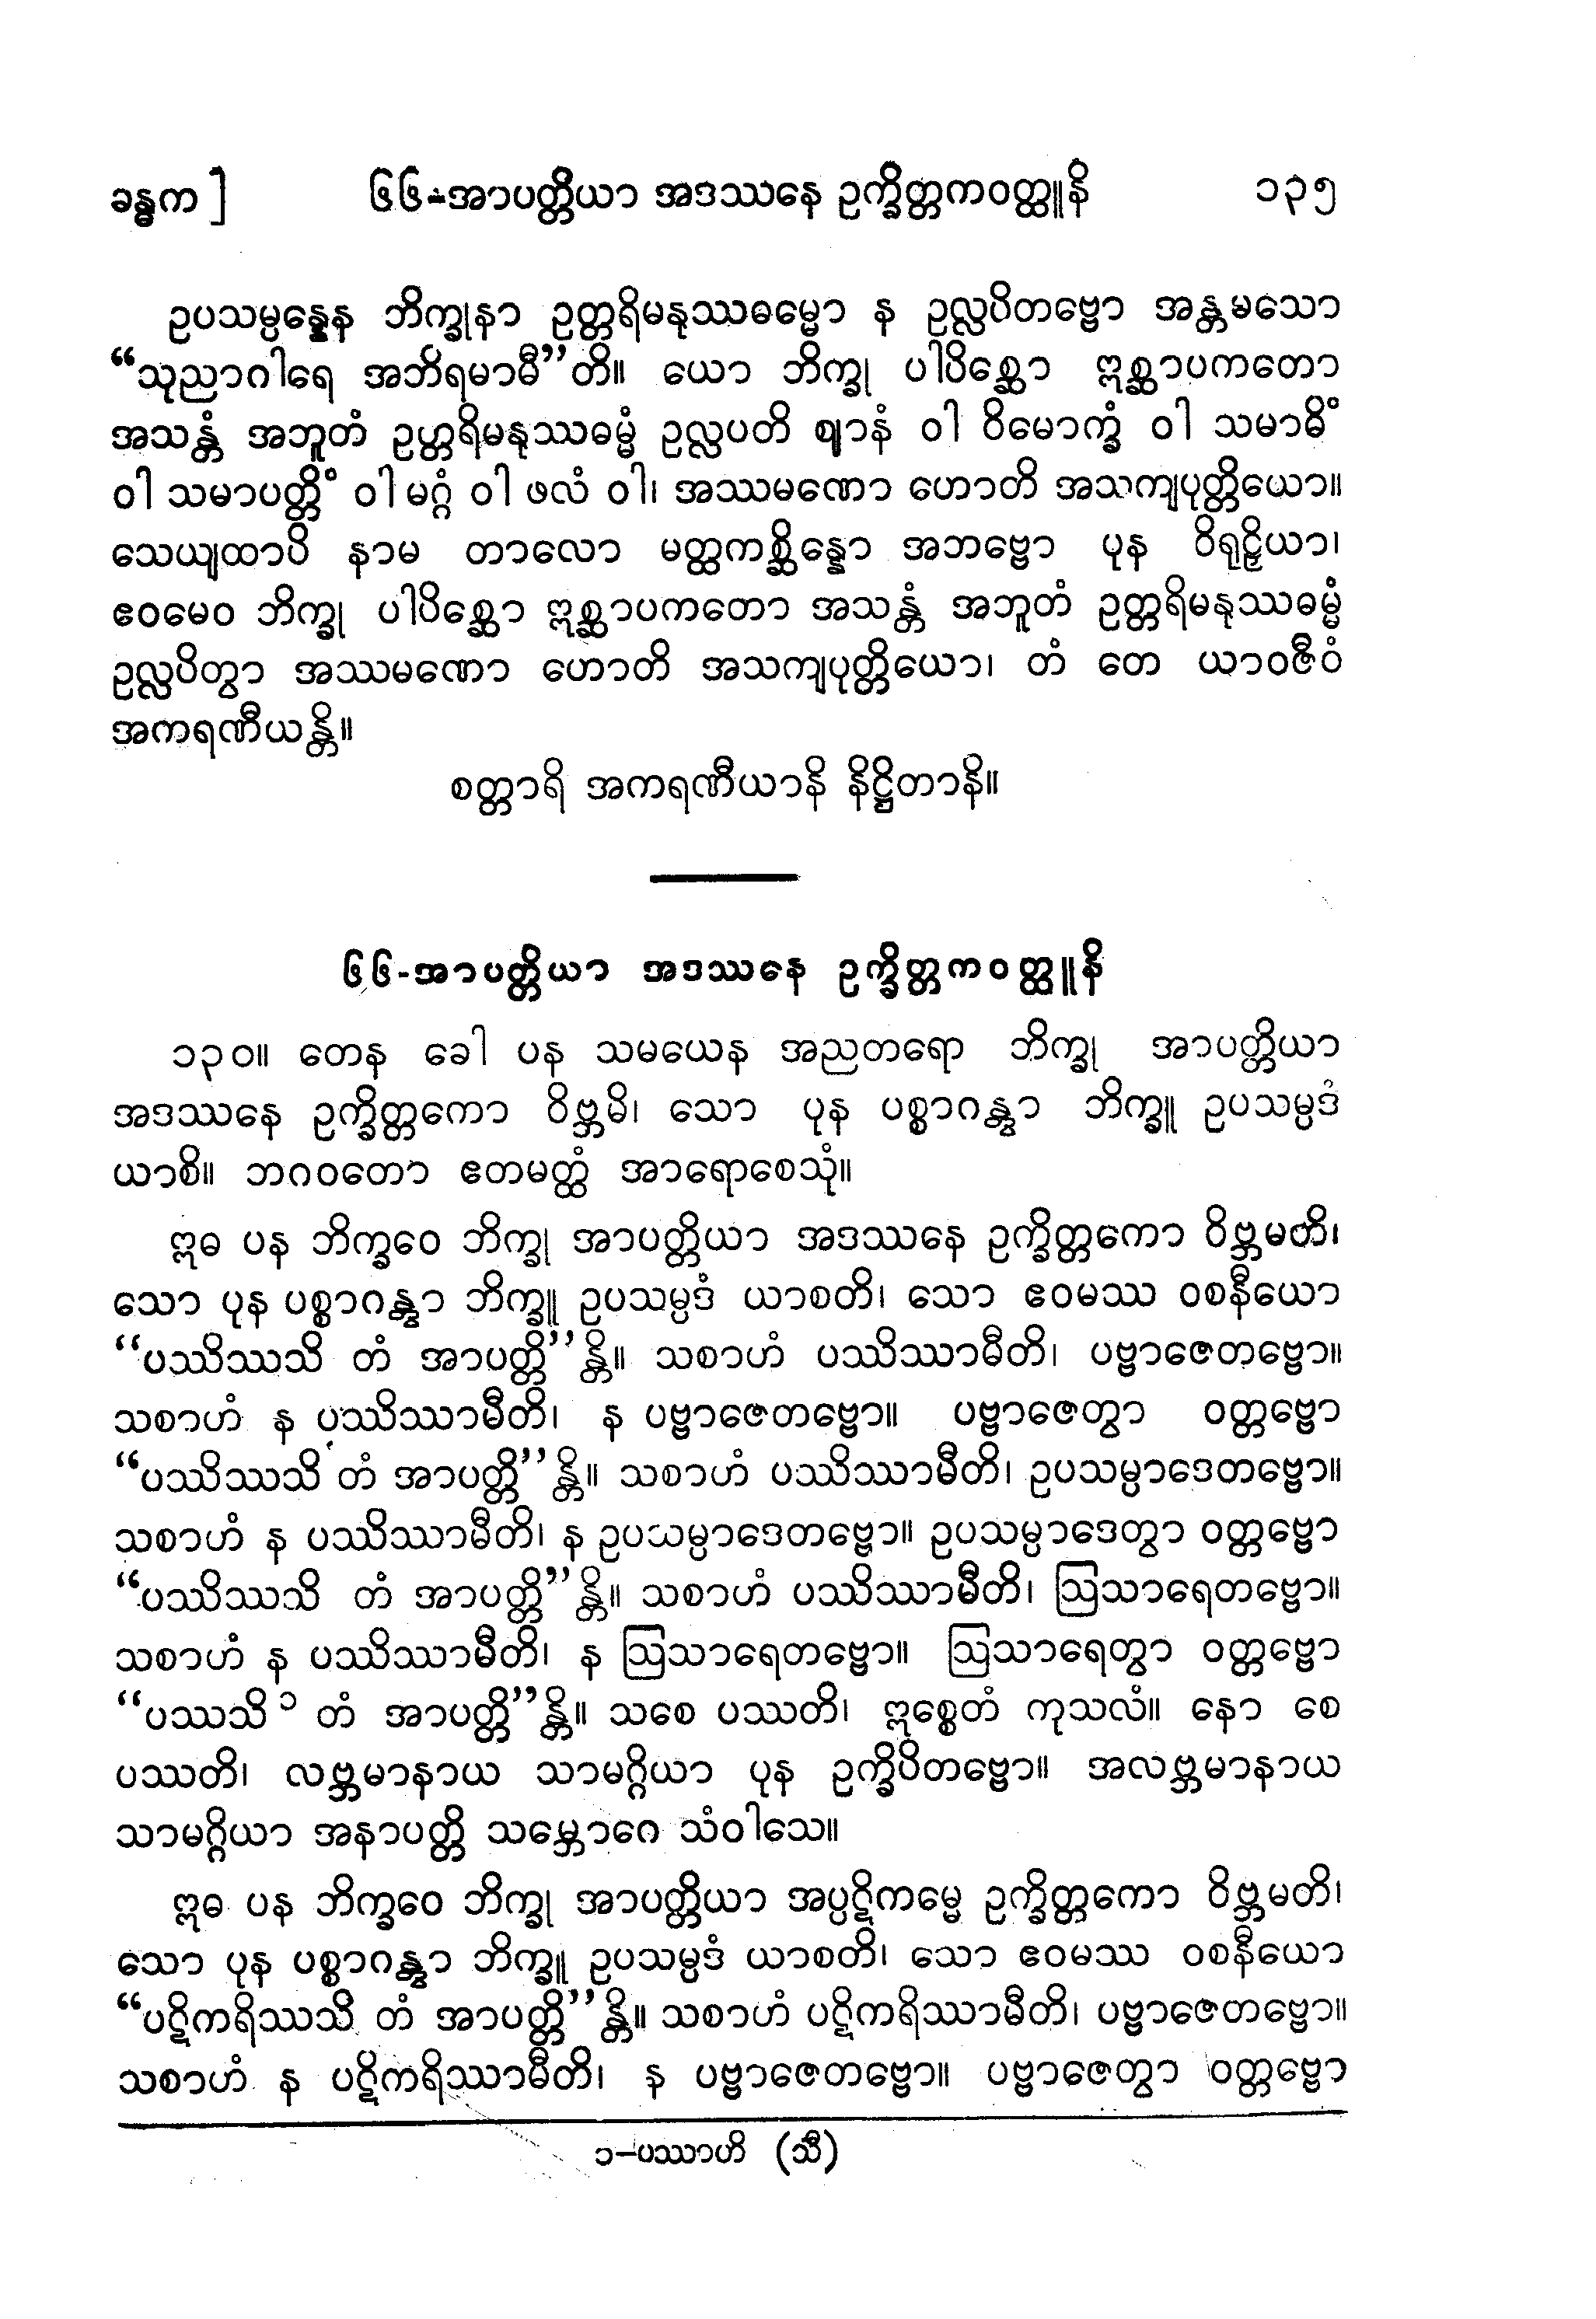 ခန္ဓက] ၆၆-အာပတ္တိယာ အဒဿနေ ဥက္ခိတ္တကဝတ္ထူနိ ၁၃၅
ဥပသမ္ပန္နေန ဘိက္ခုနာ ဥတ္တရိမနုဿဓမ္မော န ဥလ္လပိတဗ္ဗော အန္တမသော
“သုညာဂါရေ အဘိရမာမီ”တိ။ ယော ဘိက္ခု ပါပိစ္ဆော ဣစ္ဆာပကတော
အသန္တံ အဘူတံ ဥတ္တရိမနုဿဓမ္မံ ဥလ္လပတိ ဈာနံ ဝါ ဝိမောက္ခံ ဝါ သမာဓိံ
ဝါ သမာပတ္တိံ ဝါ မဂ္ဂံ ဝါ ဖလံ ဝါ၊ အဿမဏော ဟောတိ အသကျပုတ္တိယော။
သေယျထာပိ နာမ တာလော မတ္ထကစ္ဆိန္နော အဘဗ္ဗော ပုန ဝိရုဠှိယာ၊
ဧဝမေဝ ဘိက္ခု ပါပိစ္ဆော ဣစ္ဆာပကတော အသန္တံ အဘူတံ ဥတ္တရိမနုဿဓမ္မံ
ဥလ္လပိတွာ အဿမဏော ဟောတိ အသကျပုတ္တိယော၊ တံ တေ ယာဝဇီဝံ
အကရဏီယန္တိ။
စတ္တာရိ အကရဏီယာနိ နိဋ္ဌိတာနိ။
၆၆-အာပတ္တိယာ အဒဿနေ ဥက္ခိတ္တကဝတ္ထူနိ
၁၃၀။ တေန ခေါ ပန သမယေန အညတရော ဘိက္ခု အာပတ္တိယာ
အဒဿနေ ဥက္ခိတ္တကော ဝိဗ္ဘမိ၊ သော ပုန ပစ္စာဂန္တွာ ဘိက္ခူ ဥပသမ္ပဒံ
ယာစိ။ ဘဂဝတော ဧတမတ္ထံ အာရောစေသုံ။
ဣဓ ပန ဘိက္ခဝေ ဘိက္ခု အာပတ္တိယာ အဒဿနေ ဥက္ခိတ္တကော ဝိဗ္ဘမတိ၊
သော ပုန ပစ္စာဂန္တွာ ဘိက္ခူ ဥပသမ္ပဒံ ယာစတိ၊ သော ဧဝမဿ ဝစနီယော
“ပဿိဿသိ တံ အာပတ္တိ”န္တိ။ သစာဟံ ပဿိဿာမီတိ၊ ပဗ္ဗာဇေတဗ္ဗော။
သစာဟံ န ပဿိဿာမီတိ၊ န ပဗ္ဗာဇေတဗ္ဗော။ ပဗ္ဗာဇေတွာ ဝတ္တဗ္ဗော
“ပဿိဿသိ တံ အာပတ္တိ”န္တိ။ သစာဟံ ပဿိဿာမီတိ၊ ဥပသမ္ပာဒေတဗ္ဗော။
သစာဟံ န ပဿိဿာမီတိ၊ န ဥပသမ္ပာဒေတဗ္ဗော။ ဥပသမ္ပာဒေတွာ ဝတ္တဗ္ဗော
“ပဿိဿသိ တံ အာပတ္တိ”န္တိ။ သစာဟံ ပဿိဿာမီတိ၊ ဩသာရေတဗ္ဗော။
သစာဟံ န ပဿိဿာမီတိ၊ န ဩသာရေတဗ္ဗော။ ဩသာရေတွာ ဝတ္တဗ္ဗော
“ပဿသိ ၁ တံ အာပတ္တိ”န္တိ။ သစေ ပဿတိ၊ ဣစ္စေတံ ကုသလံ။ နော စေ
ပဿတိ၊ လဗ္ဘမာနာယ သာမဂ္ဂိယာ ပုန ဥက္ခိပိတဗ္ဗော။ အလဗ္ဘမာနာယ
သာမဂ္ဂိယာ အနာပတ္တိ သမ္ဘောဂေ သံဝါသေ။
ဣဓ ပန ဘိက္ခဝေ ဘိက္ခု အာပတ္တိယာ အပ္ပဋိကမ္မေ ဥက္ခိတ္တကော ဝိဗ္ဘမတိ၊
သော ပုန ပစ္စာဂန္တွာ ဘိက္ခူ ဥပသမ္ပဒံ ယာစတိ၊ သော ဧဝမဿ ဝစနီယော
“ပဋိကရိဿသိ တံ အာပတ္တိ”န္တိ။ သစာဟံ ပဋိကရိဿာမီတိ၊ ပဗ္ဗာဇေတဗ္ဗော။
သစာဟံ န ပဋိကရိဿာမီတိ၊ န ပဗ္ဗာဇေတဗ္ဗော။ ပဗ္ဗာဇေတွာ ဝတ္တဗ္ဗော
၁-ပဿာဟိ (သီ)